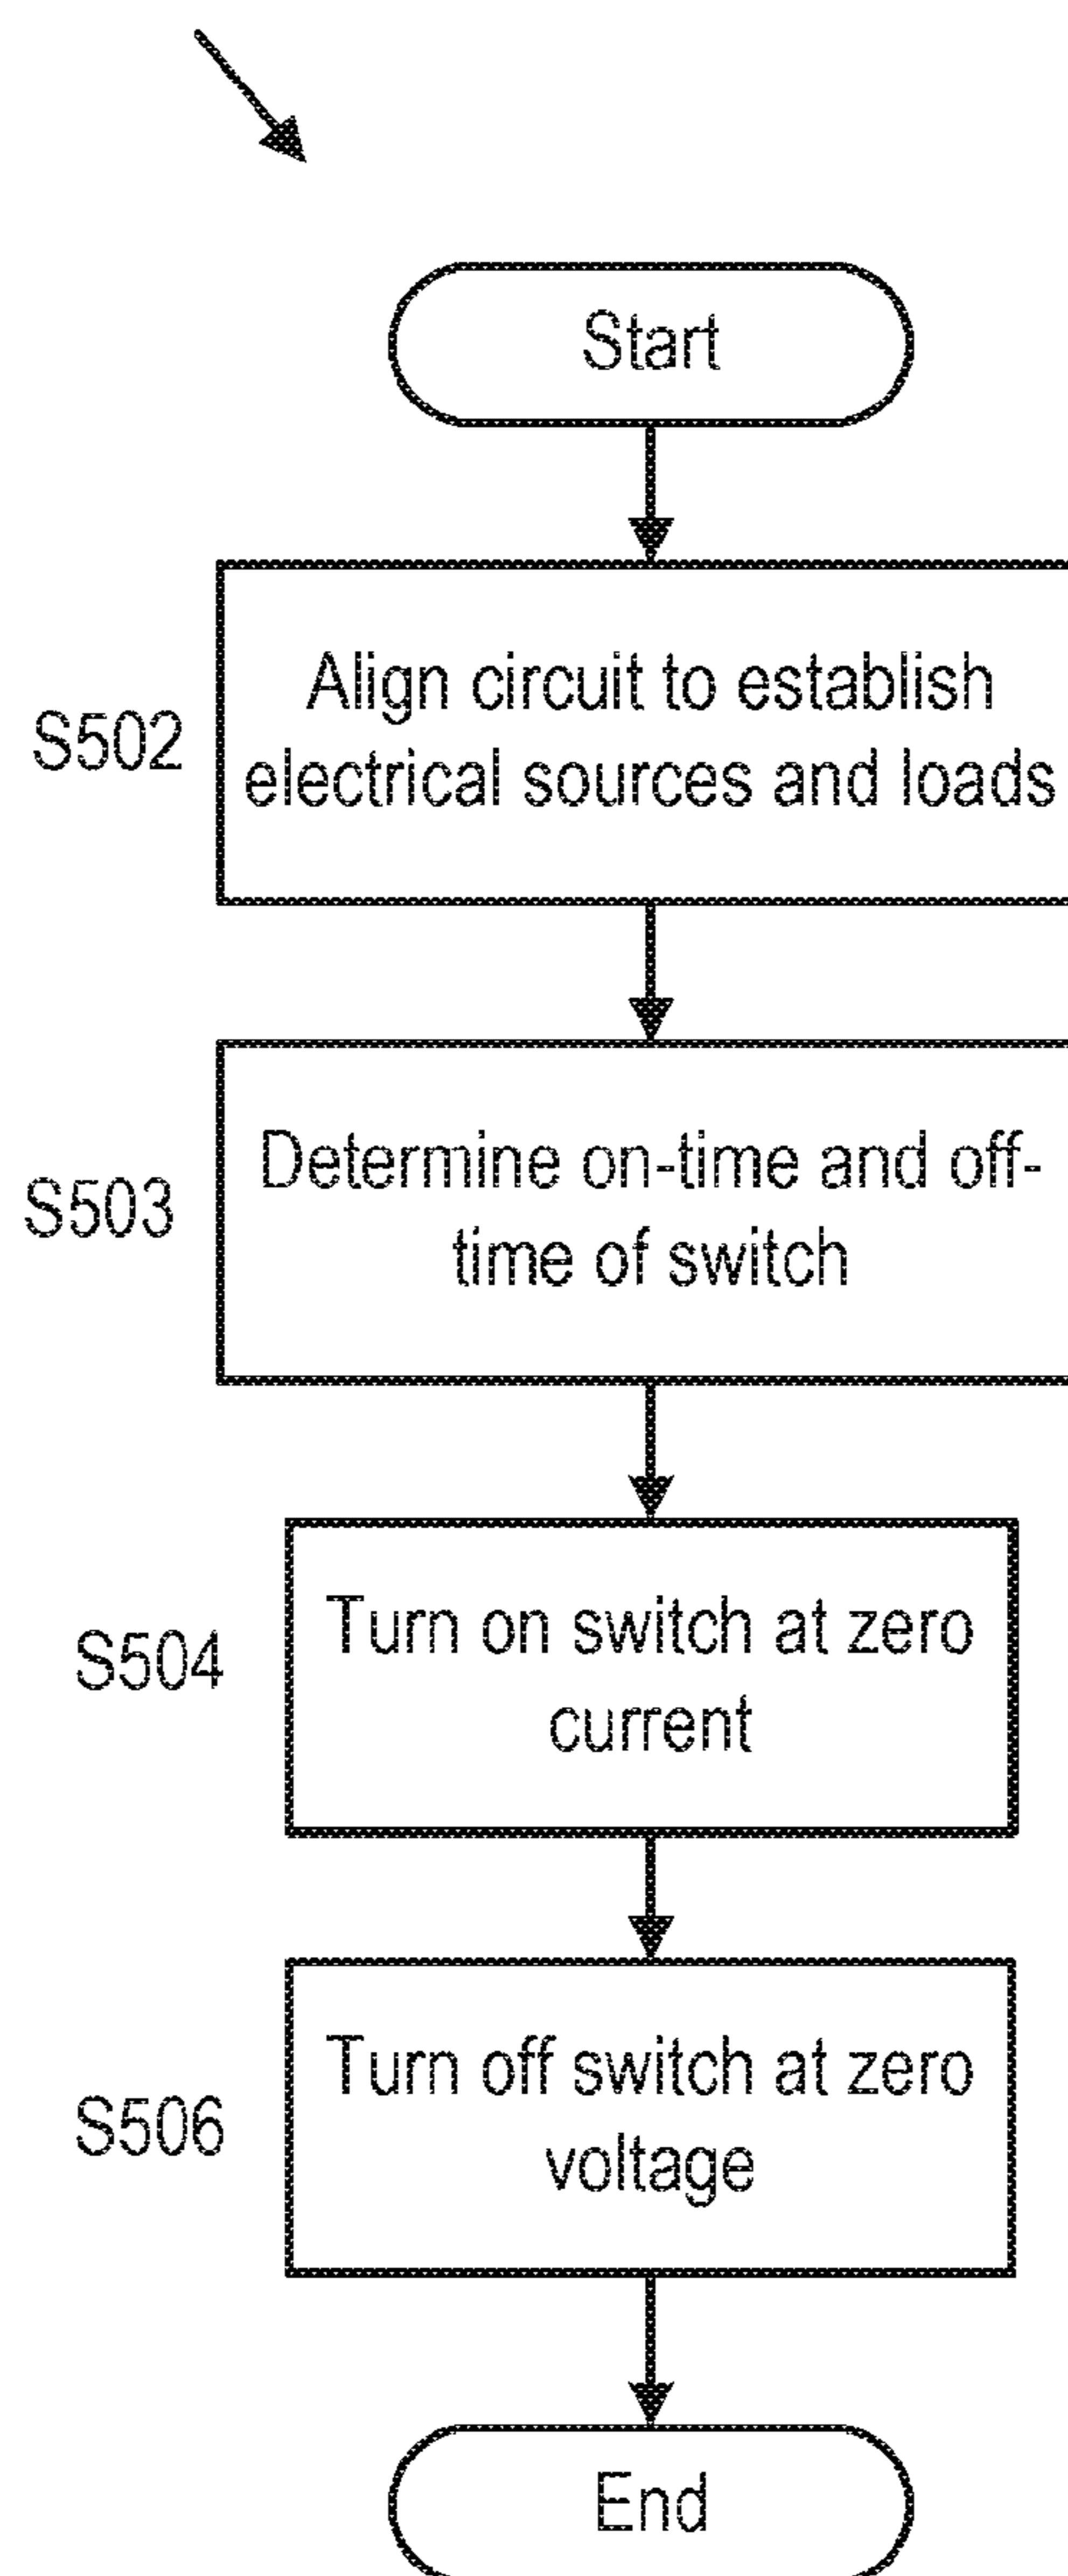 Start
S502
Align circuit to establish
electrical sources and loads
S503
Determine on-time and off-
time of switch
S504
Turn on switch at zero
current
S506
Turn off switch at zero
voltage
End